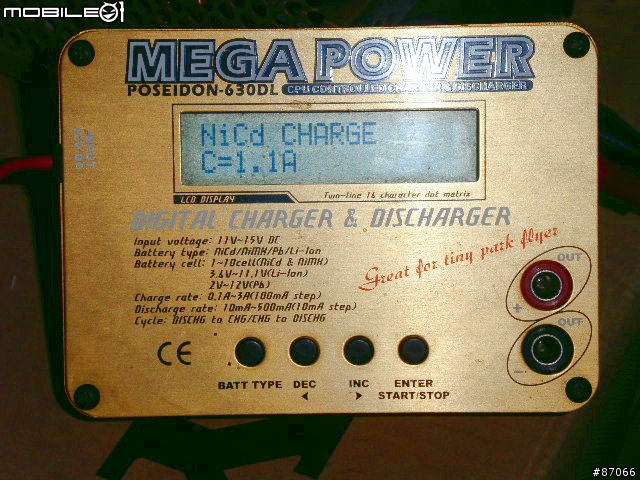 MOBILE01
MEGA POWER
POSEIDON-630DL CPU CONTROLLED CHARGER & DISCHARGER
NiCd CHARGE
C=1.1A
LCD DISPLAY Two-line 16 character dot matrix
DIGITAL CHARGER & DISCHARGER
Input voltage: 11V~15V DC
Battery type: NiCd/NiMH/Pb/Li-Ion
Battery cell: 1~10cell(NiCd & NiMH)
3.6V~11.1V(Li-Ion)
2V~12V(Pb)
Charge rate: 0.1A~3A(100mA step)
Discharge rate: 10mA~500mA(10mA step)
Cycle: DISCHG to CHG/CHG to DISCHG
Great for tiny park flyer
OUT
+
OUT
-
CE
BATT TYPE DEC INC ENTER
START/STOP
#87066